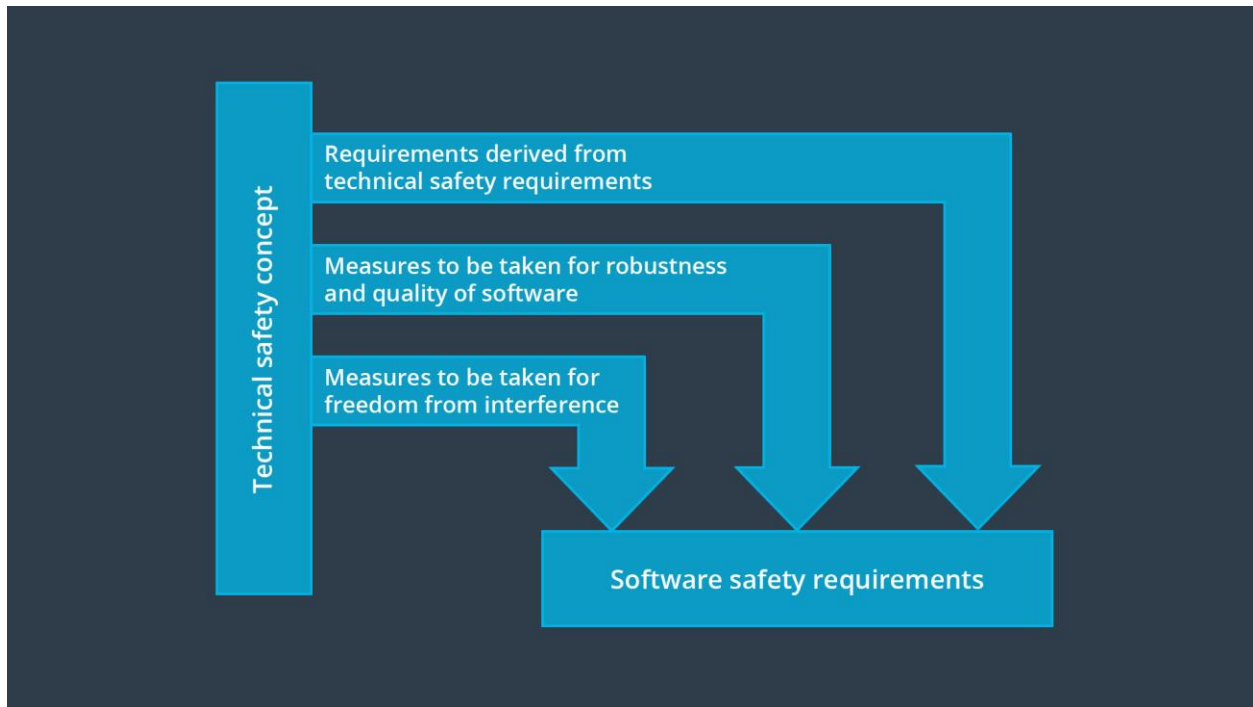 Technical safety concept
Requirements derived from
technical safety requirements
Measures to be taken for robustness
and quality of software
Measures to be taken for
freedom from interference
Software safety requirements